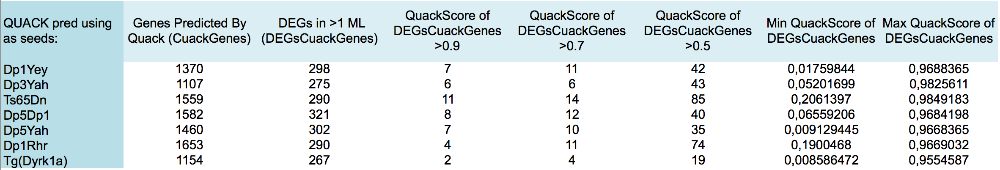 QUACK pred using as seeds: Genes Predicted By Quack (CuackGenes) DEGs in >1 ML (DEGsCuackGenes) QuackScore of DEGsCuackGenes >0.9 QuackScore of DEGsCuackGenes >0.7 QuackScore of DEGsCuackGenes >0.5 Min QuackScore of DEGsCuackGenes Max QuackScore of DEGsCuackGenes
Dp1Yey 1370 298 7 11 42 0,01759844 0,9688365
Dp3Yah 1107 275 6 6 43 0,05201699 0,9825611
Ts65Dn 1559 290 11 14 85 0,2061397 0,9849183
Dp5Dp1 1582 321 8 12 40 0,06559206 0,9684198
Dp5Yah 1460 302 7 10 35 0,009129445 0,9668365
Dp1Rhr 1653 290 4 11 74 0,1900468 0,9669032
Tg(Dyrk1a) 1154 267 2 4 19 0,008586472 0,9554587